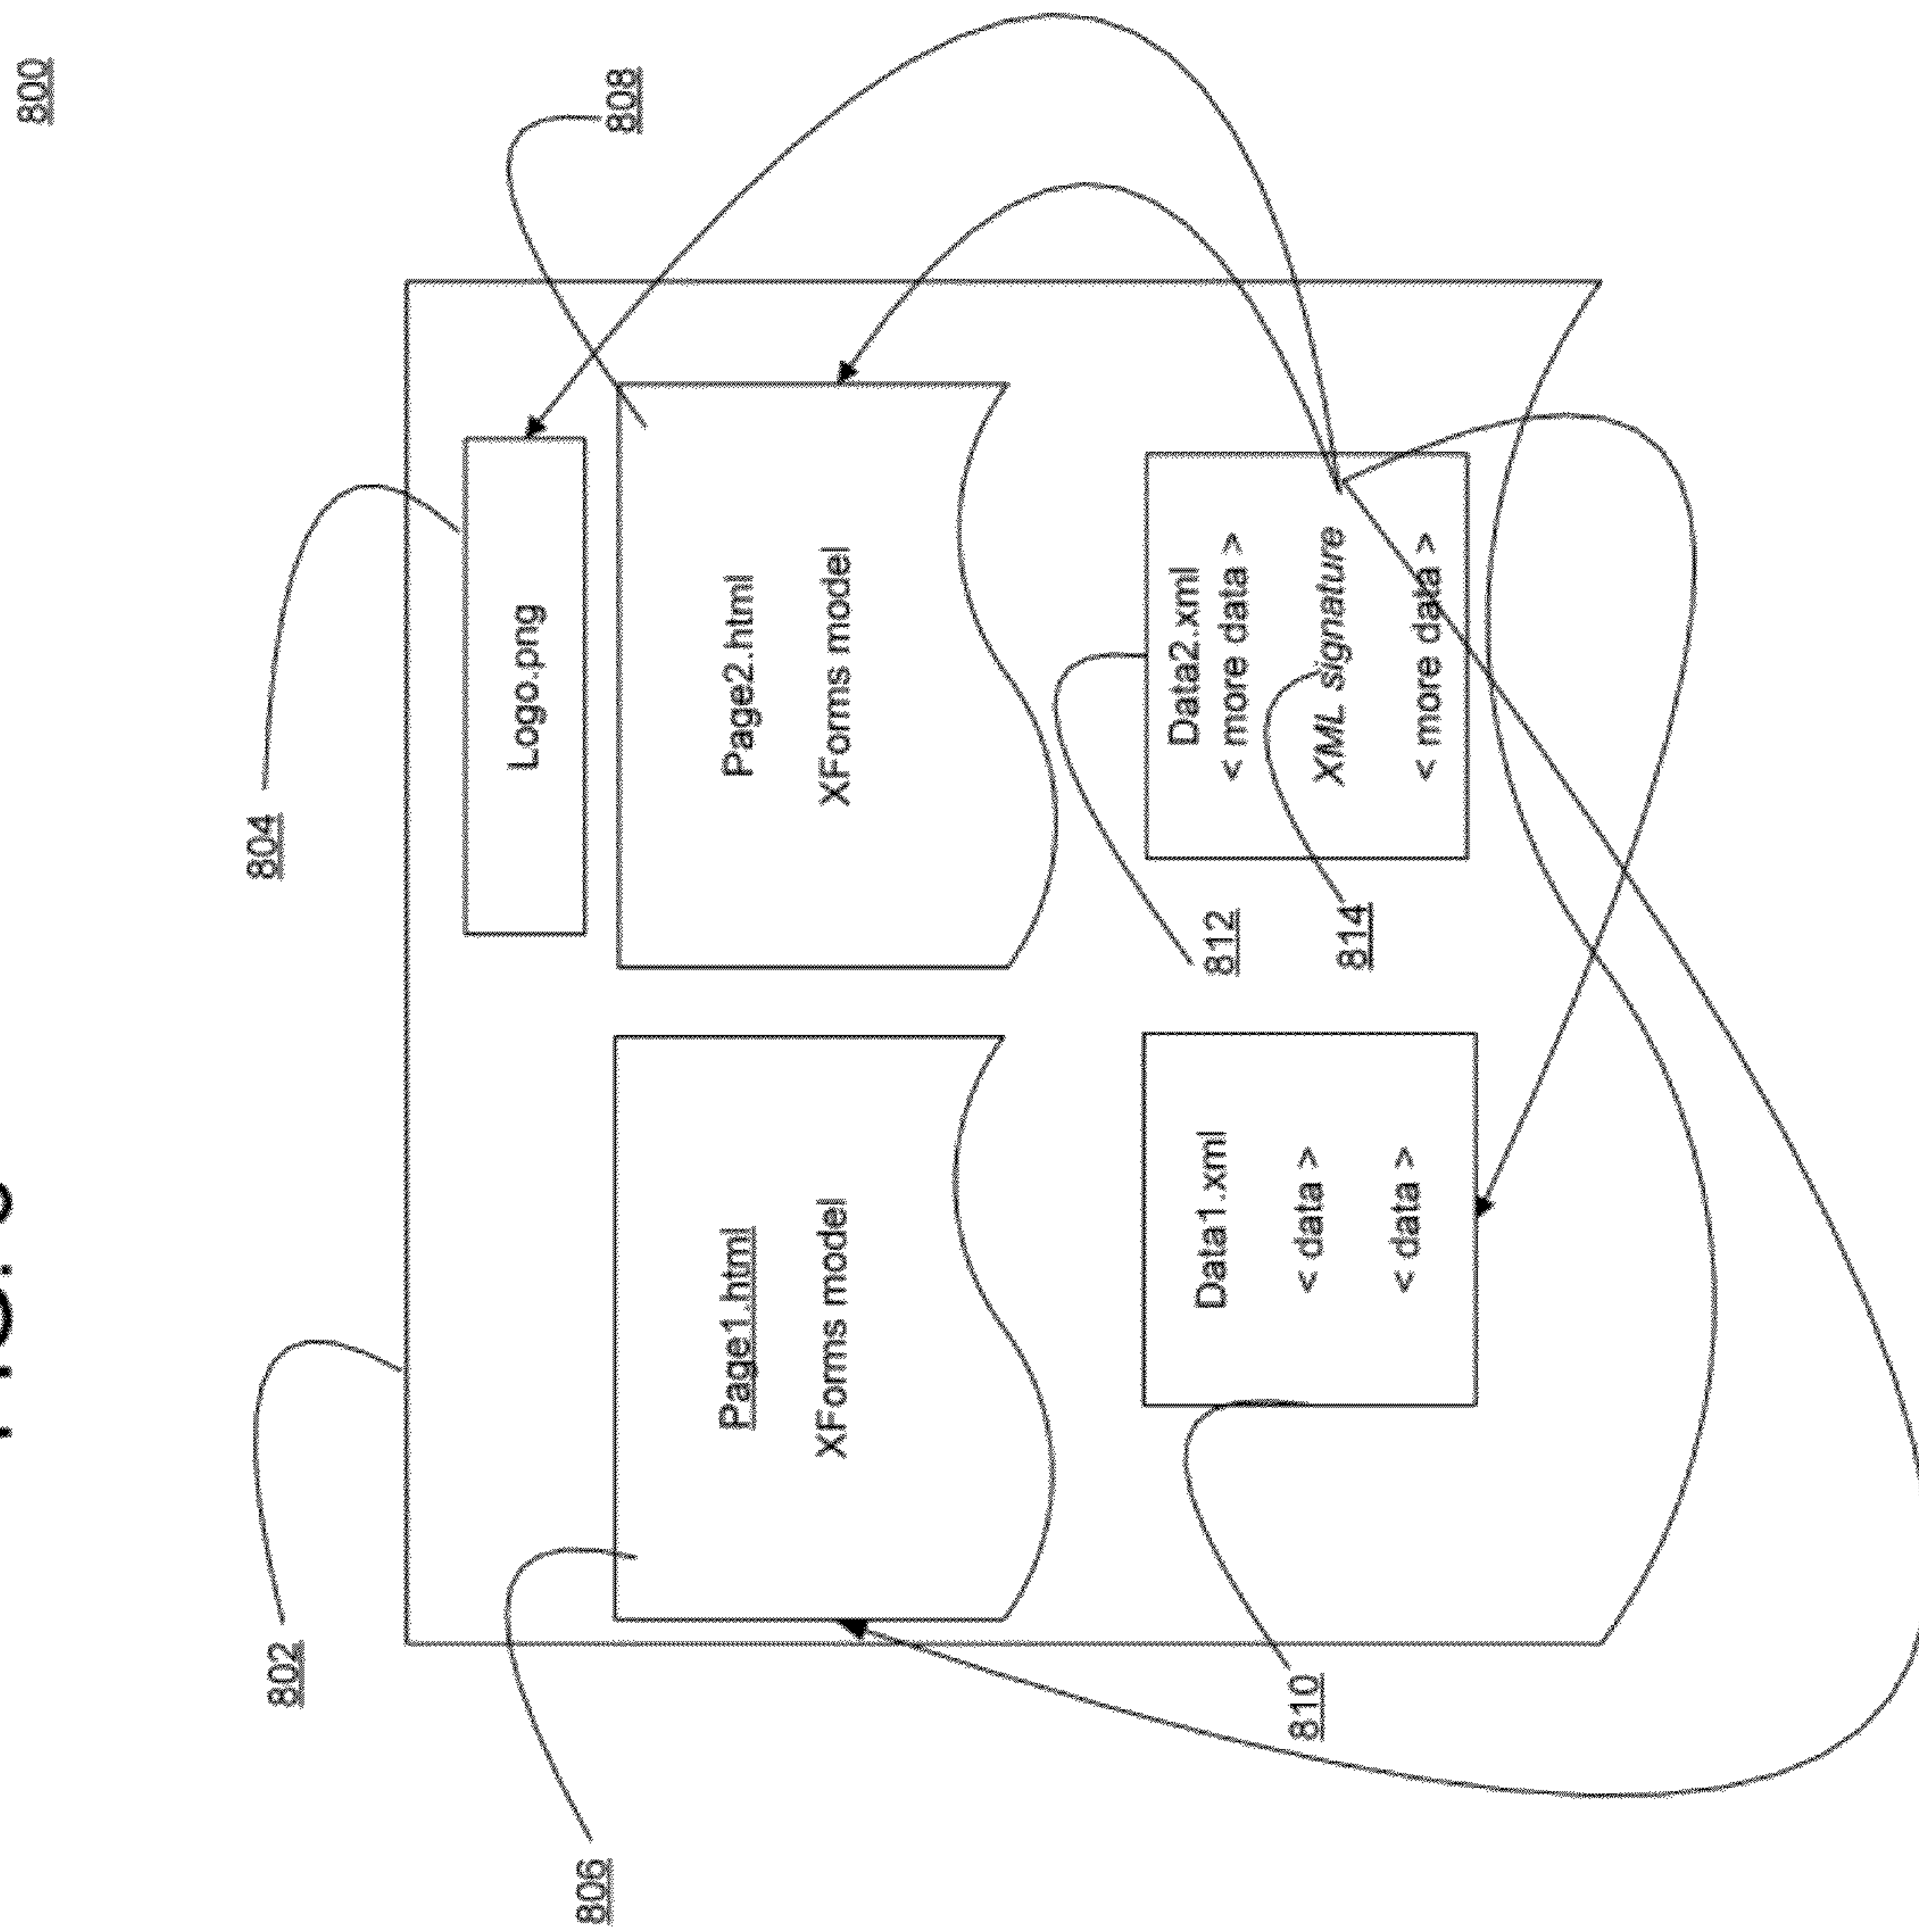 800
802
804
Logo.png
806
Page1.html
XForms model
808
Page2.html
XForms model
810
Data1.xml
< data >
< data >
812
Data2.xml
< more data >
814
XML signature
< more data >